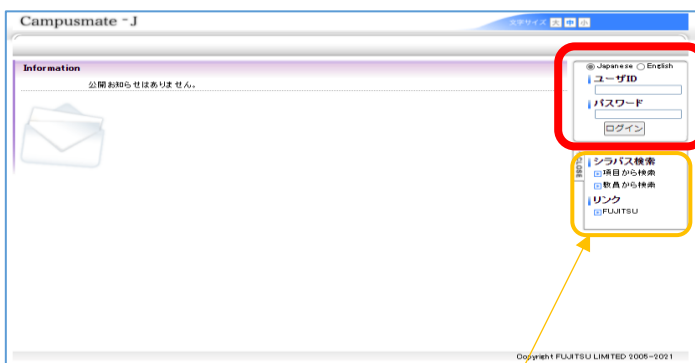 Campusmate-J
文字サイズ 大 中 小
Information
公開お知らせはありません。
Japanese English
ユーザID
パスワード
ログイン
CLOSE
シラバス検索
項目から検索
教員から検索
リンク
FUJITSU
Copyright FUJITSU LIMITED 2005-2021